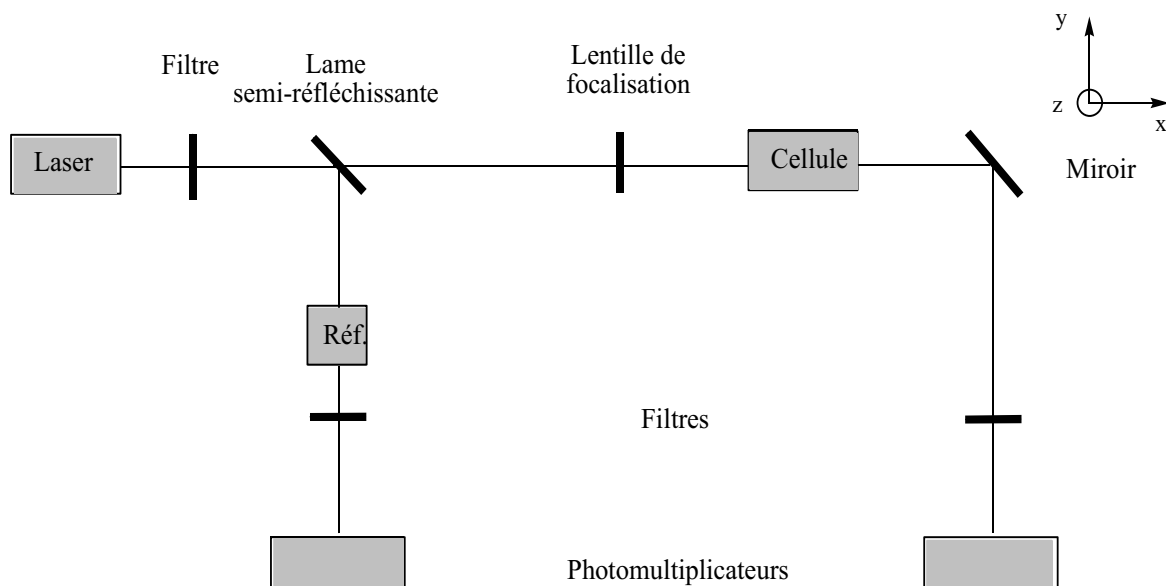 y
z
x
Filtre
Lame
semi-réfléchissante
Lentille de
focalisation
Laser
Cellule
Miroir
Réf.
Filtres
Photomultiplicateurs